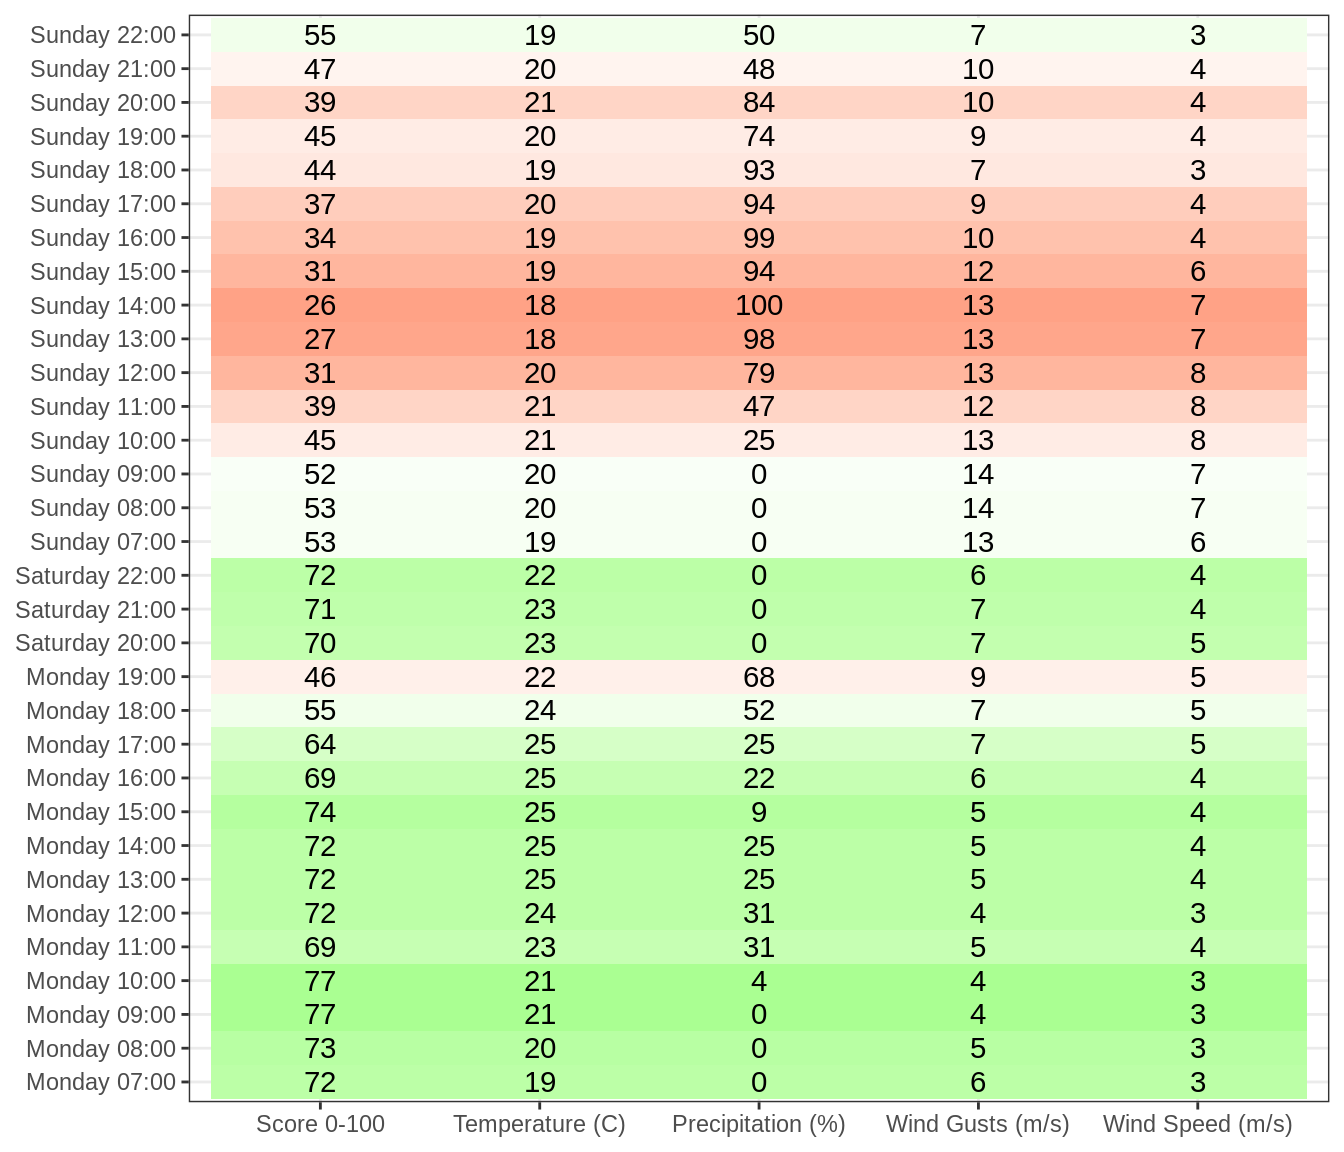 Sunday 22:00 55 19 50 7 3
Sunday 21:00 47 20 48 10 4
Sunday 20:00 39 21 84 10 4
Sunday 19:00 45 20 74 9 4
Sunday 18:00 44 19 93 7 3
Sunday 17:00 37 20 94 9 4
Sunday 16:00 34 19 99 10 4
Sunday 15:00 31 19 94 12 6
Sunday 14:00 26 18 100 13 7
Sunday 13:00 27 18 98 13 7
Sunday 12:00 31 20 79 13 8
Sunday 11:00 39 21 47 12 8
Sunday 10:00 45 21 25 13 8
Sunday 09:00 52 20 0 14 7
Sunday 08:00 53 20 0 14 7
Sunday 07:00 53 19 0 13 6
Saturday 22:00 72 22 0 6 4
Saturday 21:00 71 23 0 7 4
Saturday 20:00 70 23 0 7 5
Monday 19:00 46 22 68 9 5
Monday 18:00 55 24 52 7 5
Monday 17:00 64 25 25 7 5
Monday 16:00 69 25 22 6 4
Monday 15:00 74 25 9 5 4
Monday 14:00 72 25 25 5 4
Monday 13:00 72 25 25 5 4
Monday 12:00 72 24 31 4 3
Monday 11:00 69 23 31 5 4
Monday 10:00 77 21 4 4 3
Monday 09:00 77 21 0 4 3
Monday 08:00 73 20 0 5 3
Monday 07:00 72 19 0 6 3
Score 0-100 Temperature (C) Precipitation (%) Wind Gusts (m/s) Wind Speed (m/s)